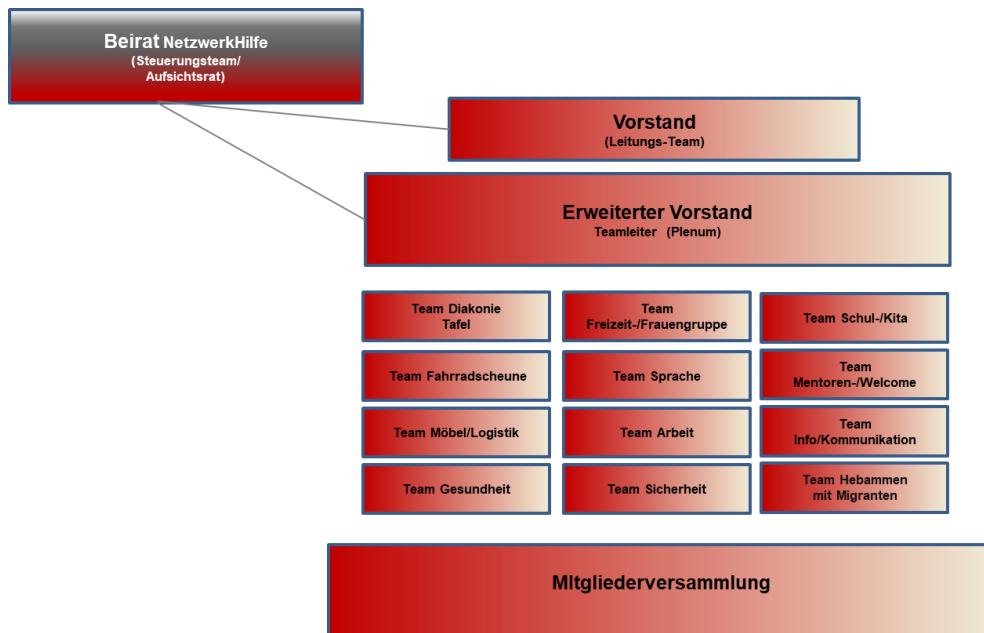 Beirat NetzwerkHilfe
(Steuerungsteam/
Aufsichtsrat)
Vorstand
(Leitungs-Team)
Erweiterter Vorstand
Teamleiter (Plenum)
Team Diakonie
Tafel
Team
Freizeit-/Frauengruppe
Team Schul-/Kita
Team Fahrradscheune
Team Sprache
Team
Mentoren-/Welcome
Team Möbel/Logistik
Team Arbeit
Team
Info/Kommunikation
Team Gesundheit
Team Sicherheit
Team Hebammen
mit Migranten
MItgliederversammlung